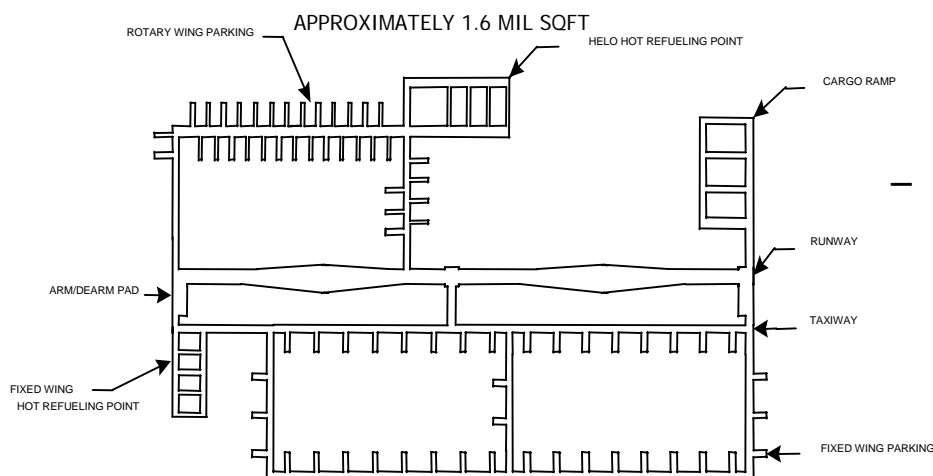 APPROXIMATELY 1.6 MIL SQFT
ROTARY WING PARKING
HELO HOT REFUELING POINT
CARGO RAMP
RUNWAY
ARM/DEARM PAD
TAXIWAY
FIXED WING
HOT REFUELING POINT
FIXED WING PARKING